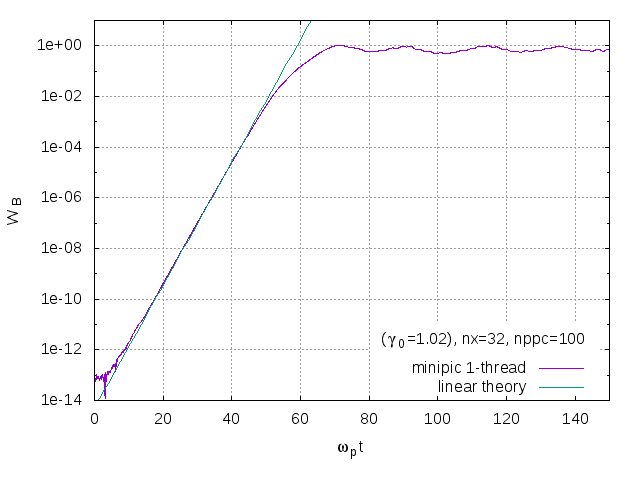 1e+00
1e-02
1e-04
1e-06
1e-08
1e-10
1e-12
1e-14
W_B
(γ_0=1.02), nx=32, nppc=100
minipic 1-thread
linear theory
0 20 40 60 80 100 120 140
ω_p t